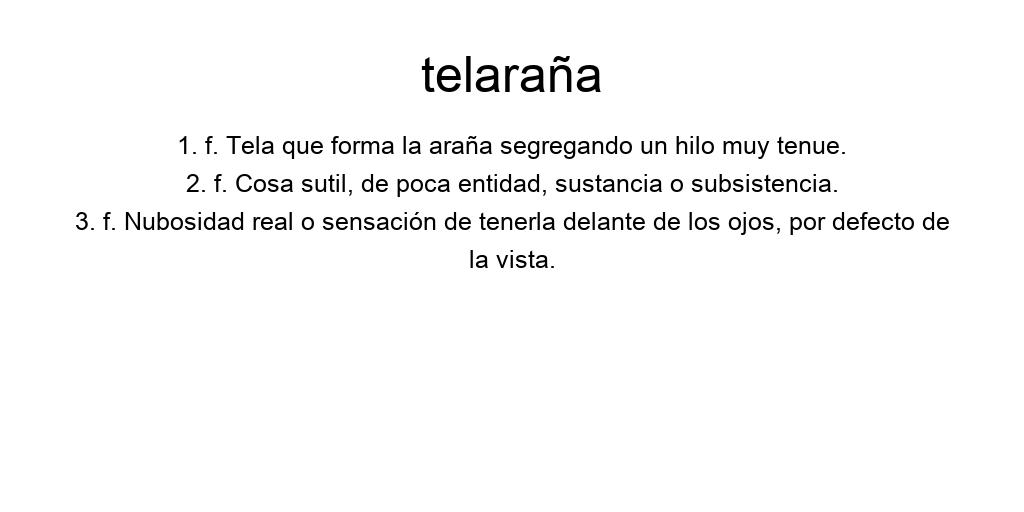 telaraña
1. f. Tela que forma la araña segregando un hilo muy tenue.
2. f. Cosa sutil, de poca entidad, sustancia o subsistencia.
3. f. Nubosidad real o sensación de tenerla delante de los ojos, por defecto de
la vista.